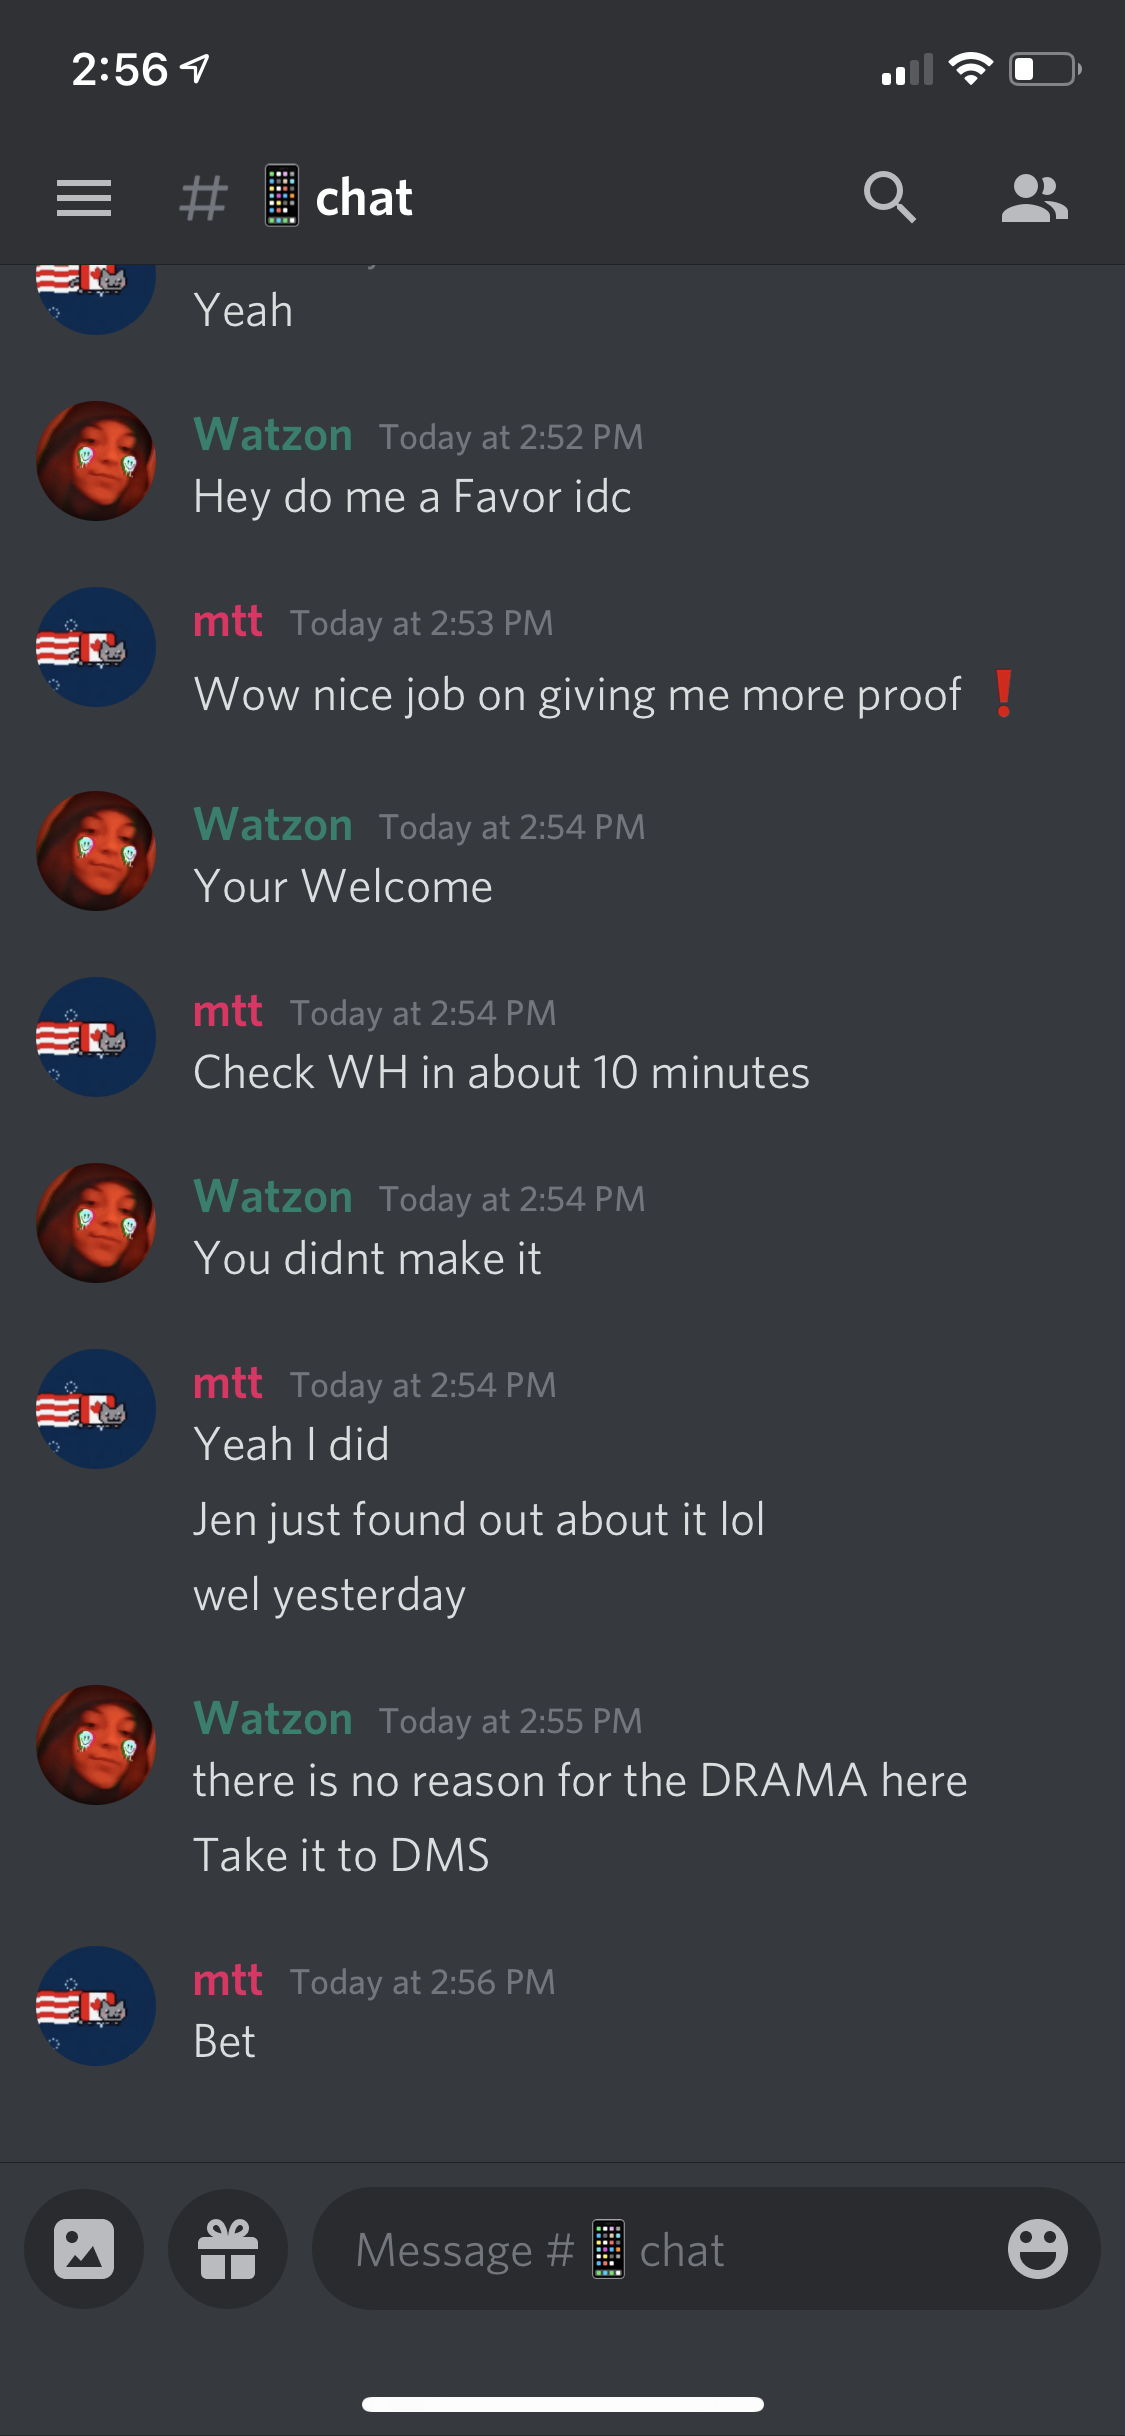 2:56
# 📱 chat
Yeah
Watzon Today at 2:52 PM
Hey do me a Favor idc
mtt Today at 2:53 PM
Wow nice job on giving me more proof ❗
Watzon Today at 2:54 PM
Your Welcome
mtt Today at 2:54 PM
Check WH in about 10 minutes
Watzon Today at 2:54 PM
You didnt make it
mtt Today at 2:54 PM
Yeah I did
Jen just found out about it lol
wel yesterday
Watzon Today at 2:55 PM
there is no reason for the DRAMA here
Take it to DMS
mtt Today at 2:56 PM
Bet
Message #📱chat